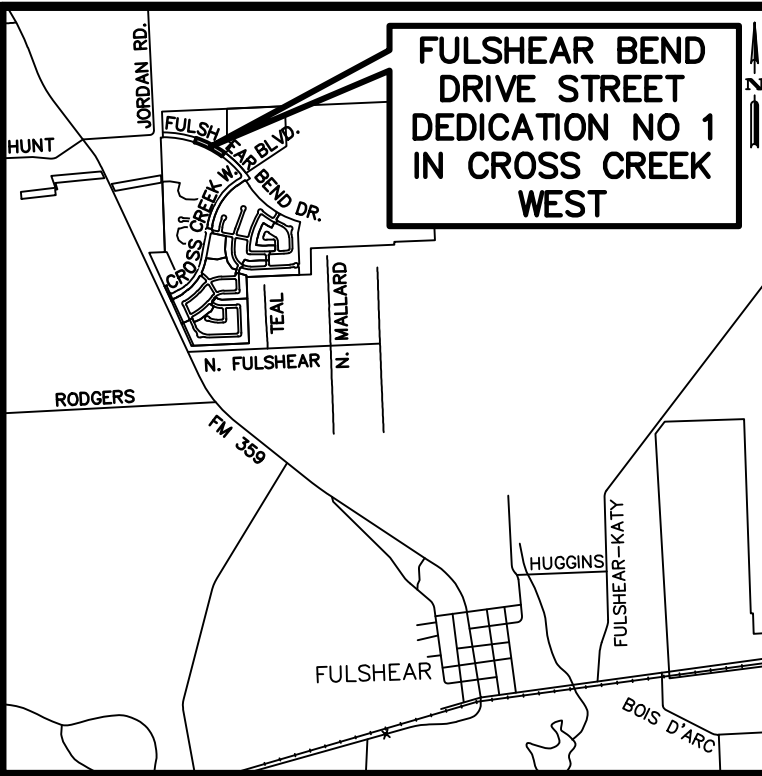 FULSHEAR BEND
DRIVE STREET
DEDICATION NO 1
IN CROSS CREEK
WEST
N
JORDAN RD.
HUNT
FULSHEAR BEND DR.
BLVD.
CROSS CREEK W.
TEAL
N. MALLARD
N. FULSHEAR
RODGERS
FM 359
HUGGINS
FULSHEAR-KATY
FULSHEAR
BOIS D'ARC